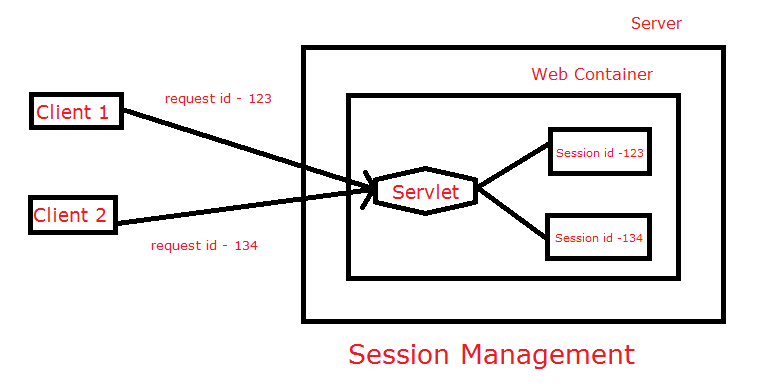 Server
Web Container
request id - 123
Client 1
Session id -123
Servlet
Client 2
request id - 134
Session id -134
Session Management